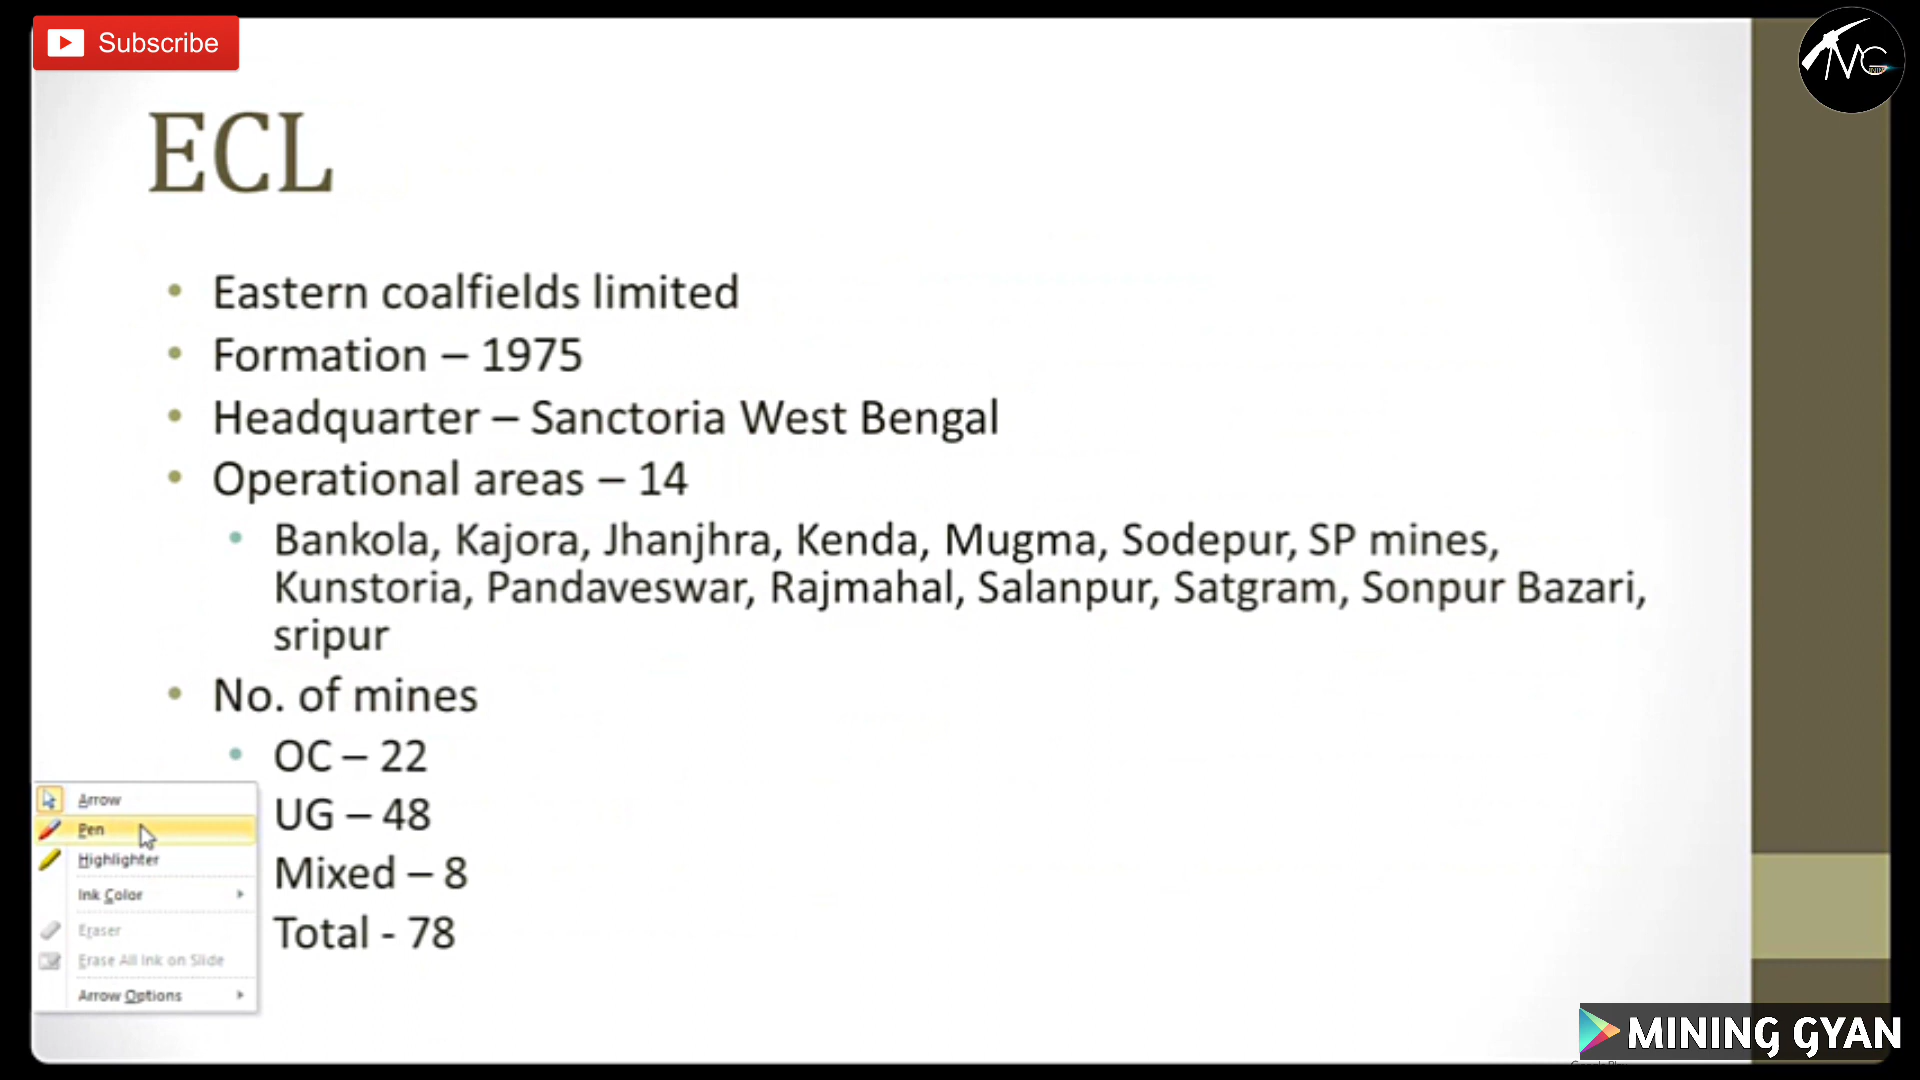 Subscribe
ECL
• Eastern coalfields limited
• Formation – 1975
• Headquarter – Sanctoria West Bengal
• Operational areas – 14
• Bankola, Kajora, Jhanjhra, Kenda, Mugma, Sodepur, SP mines,
Kunstoria, Pandaveswar, Rajmahal, Salanpur, Satgram, Sonpur Bazari,
sripur
• No. of mines
• OC – 22
UG – 48
Mixed – 8
Total - 78
Arrow
Pen
Highlighter
Ink Color
Eraser
Erase All Ink on Slide
Arrow Options
MINING GYAN